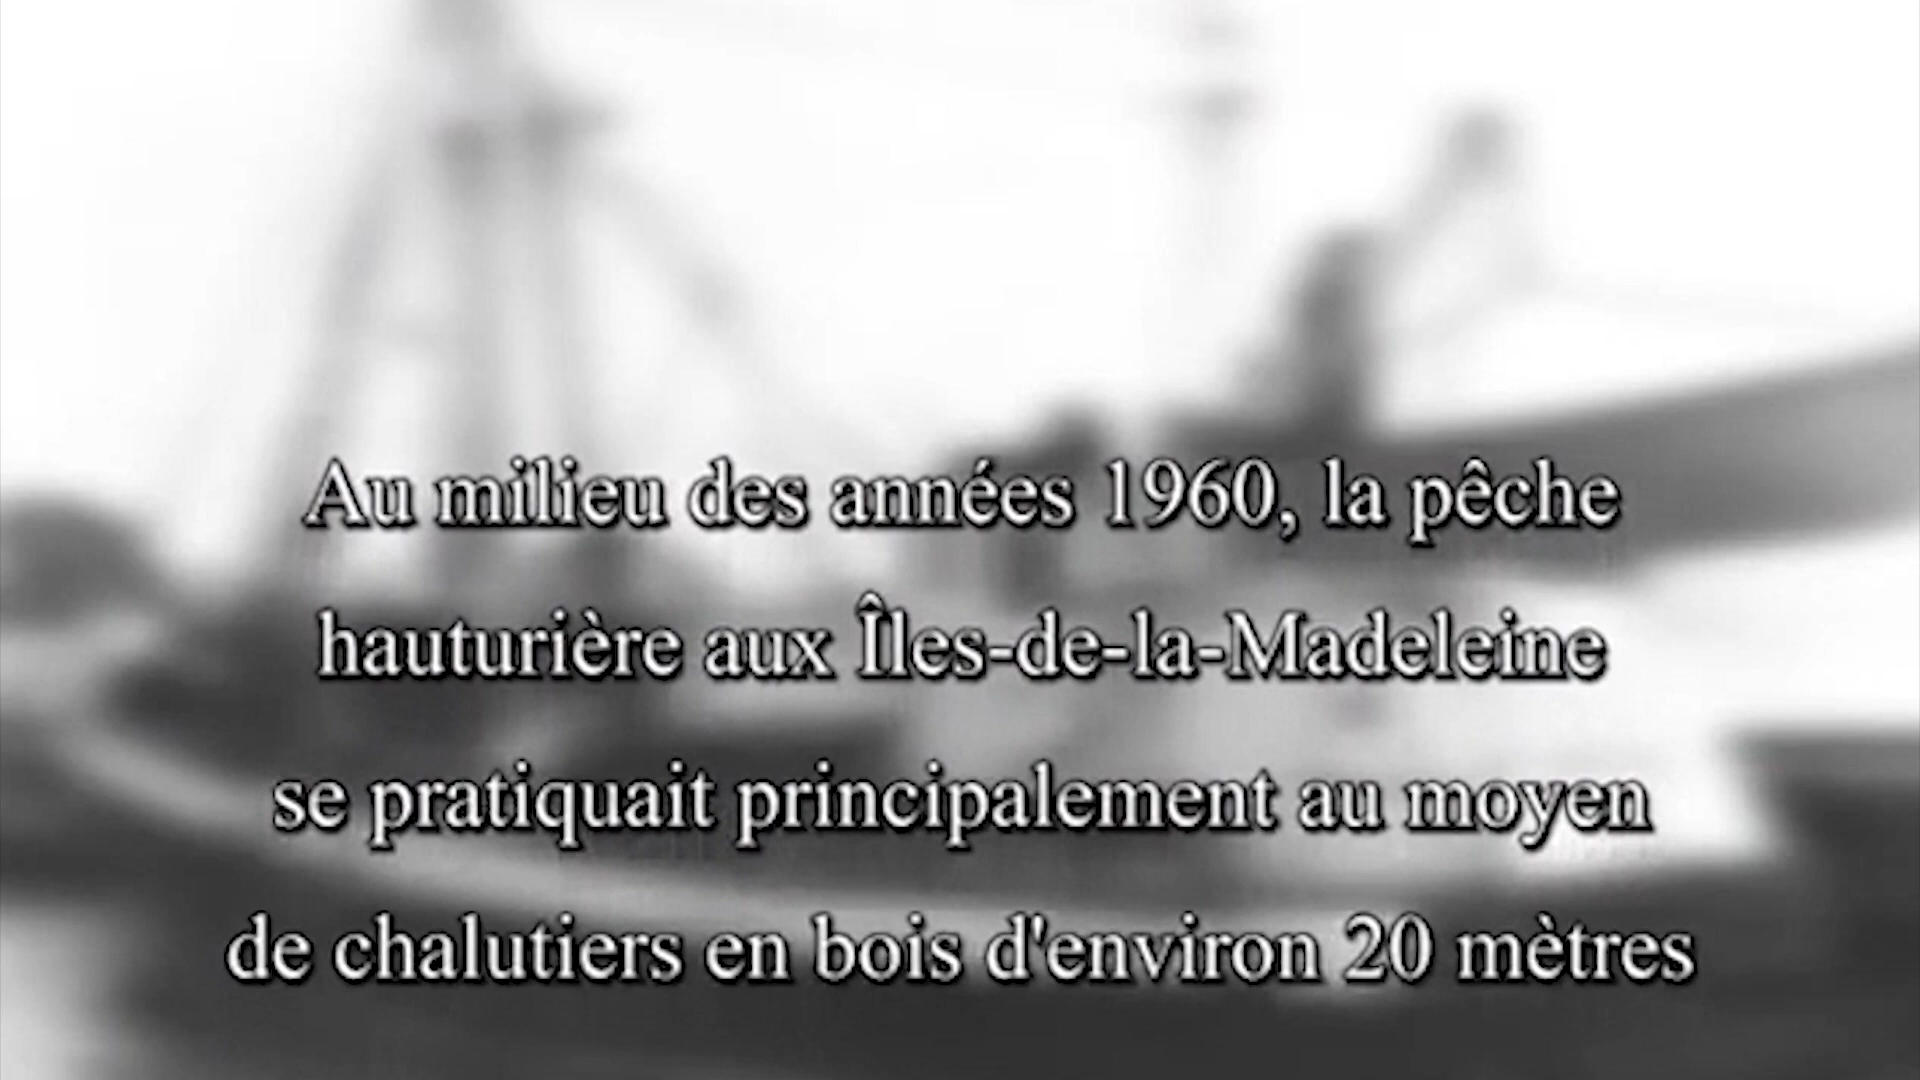 Au milieu des années 1960, la pêche
hauturière aux Îles-de-la-Madeleine
se pratiquait principalement au moyen
de chalutiers en bois d'environ 20 mètres